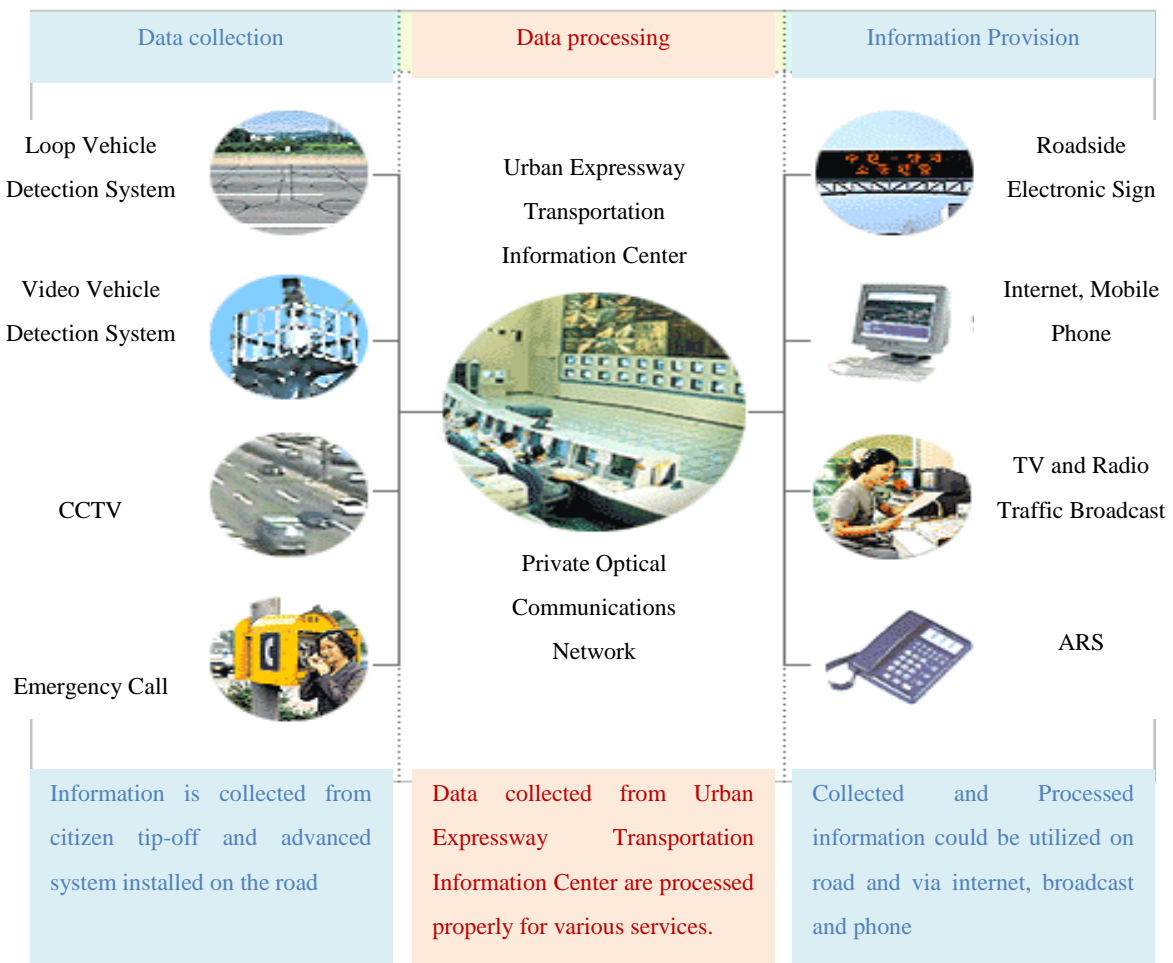 Data collection
Data processing
Information Provision
Loop Vehicle
Detection System
Video Vehicle
Detection System
CCTV
Emergency Call
Urban Expressway
Transportation
Information Center
Private Optical
Communications
Network
Roadside
Electronic Sign
Internet, Mobile
Phone
TV and Radio
Traffic Broadcast
ARS
Information is collected from
citizen tip-off and advanced
system installed on the road
Data collected from Urban
Expressway Transportation
Information Center are processed
properly for various services.
Collected and Processed
information could be utilized on
road and via internet, broadcast
and phone